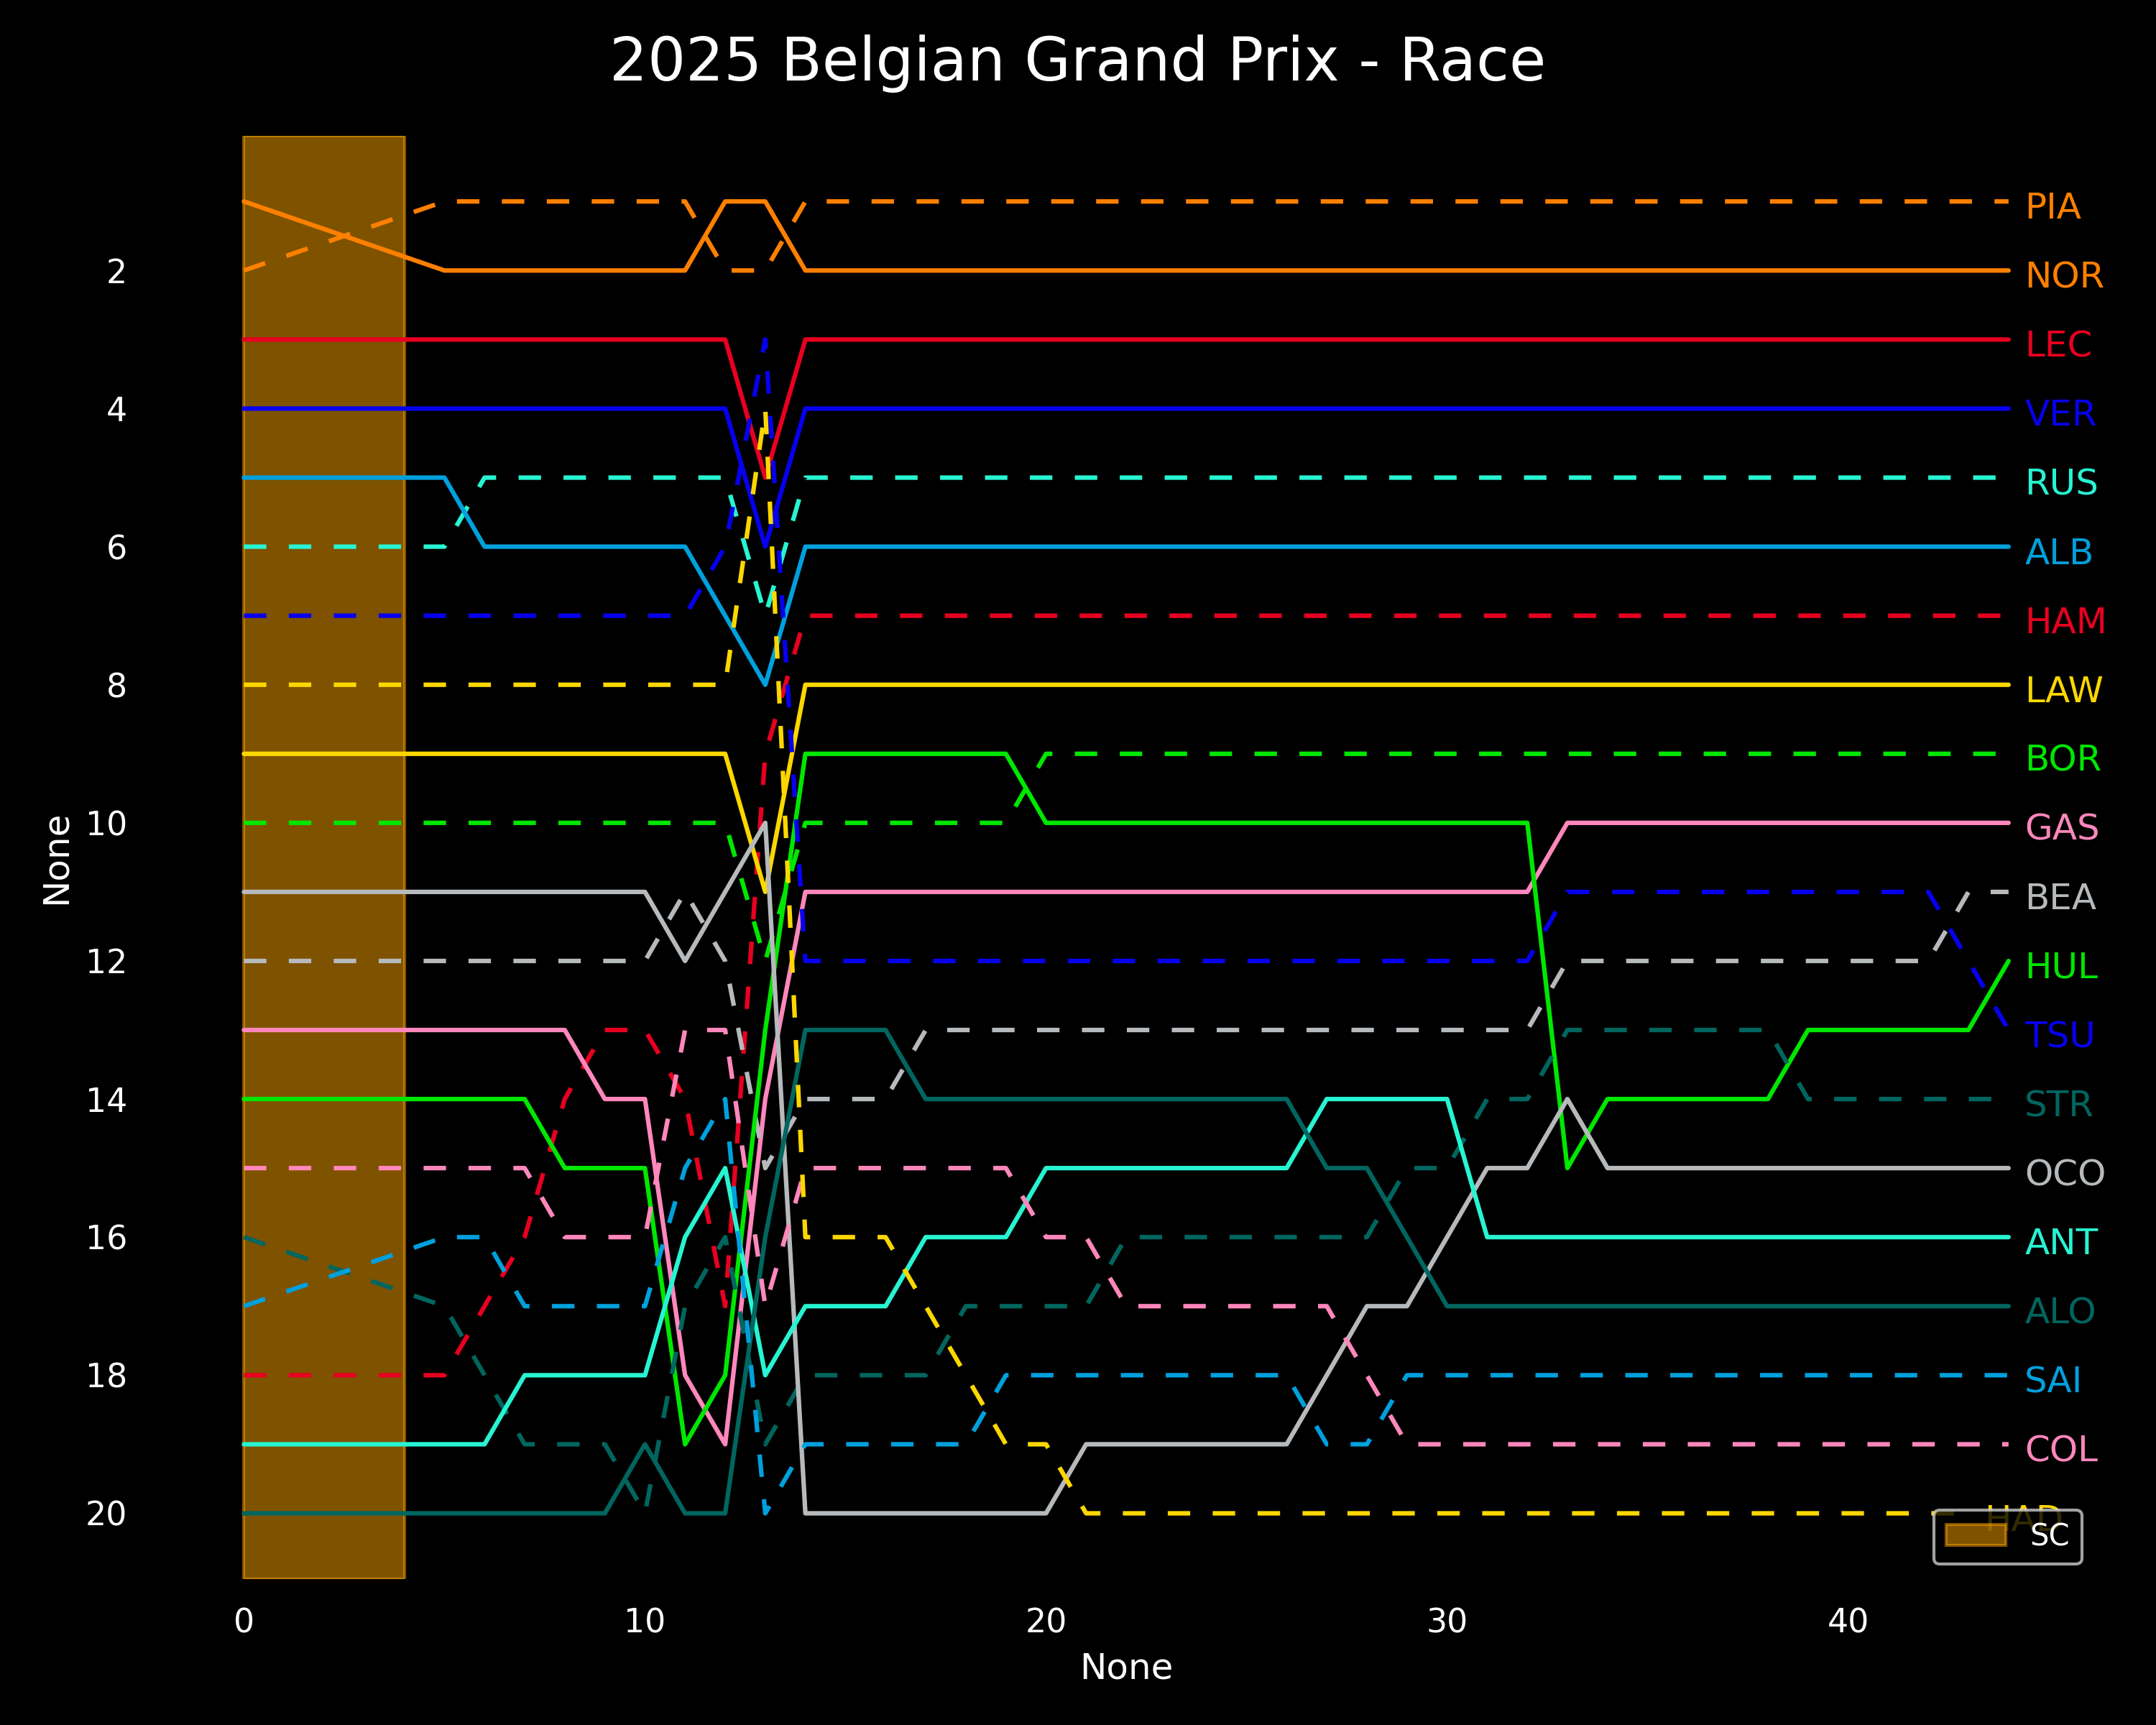 2025 Belgian Grand Prix - Race
None
2
4
6
8
10
12
14
16
18
20
PIA
NOR
LEC
VER
RUS
ALB
HAM
LAW
BOR
GAS
BEA
HUL
TSU
STR
OCO
ANT
ALO
SAI
COL
HAD
SC
0 10 20 30 40
None